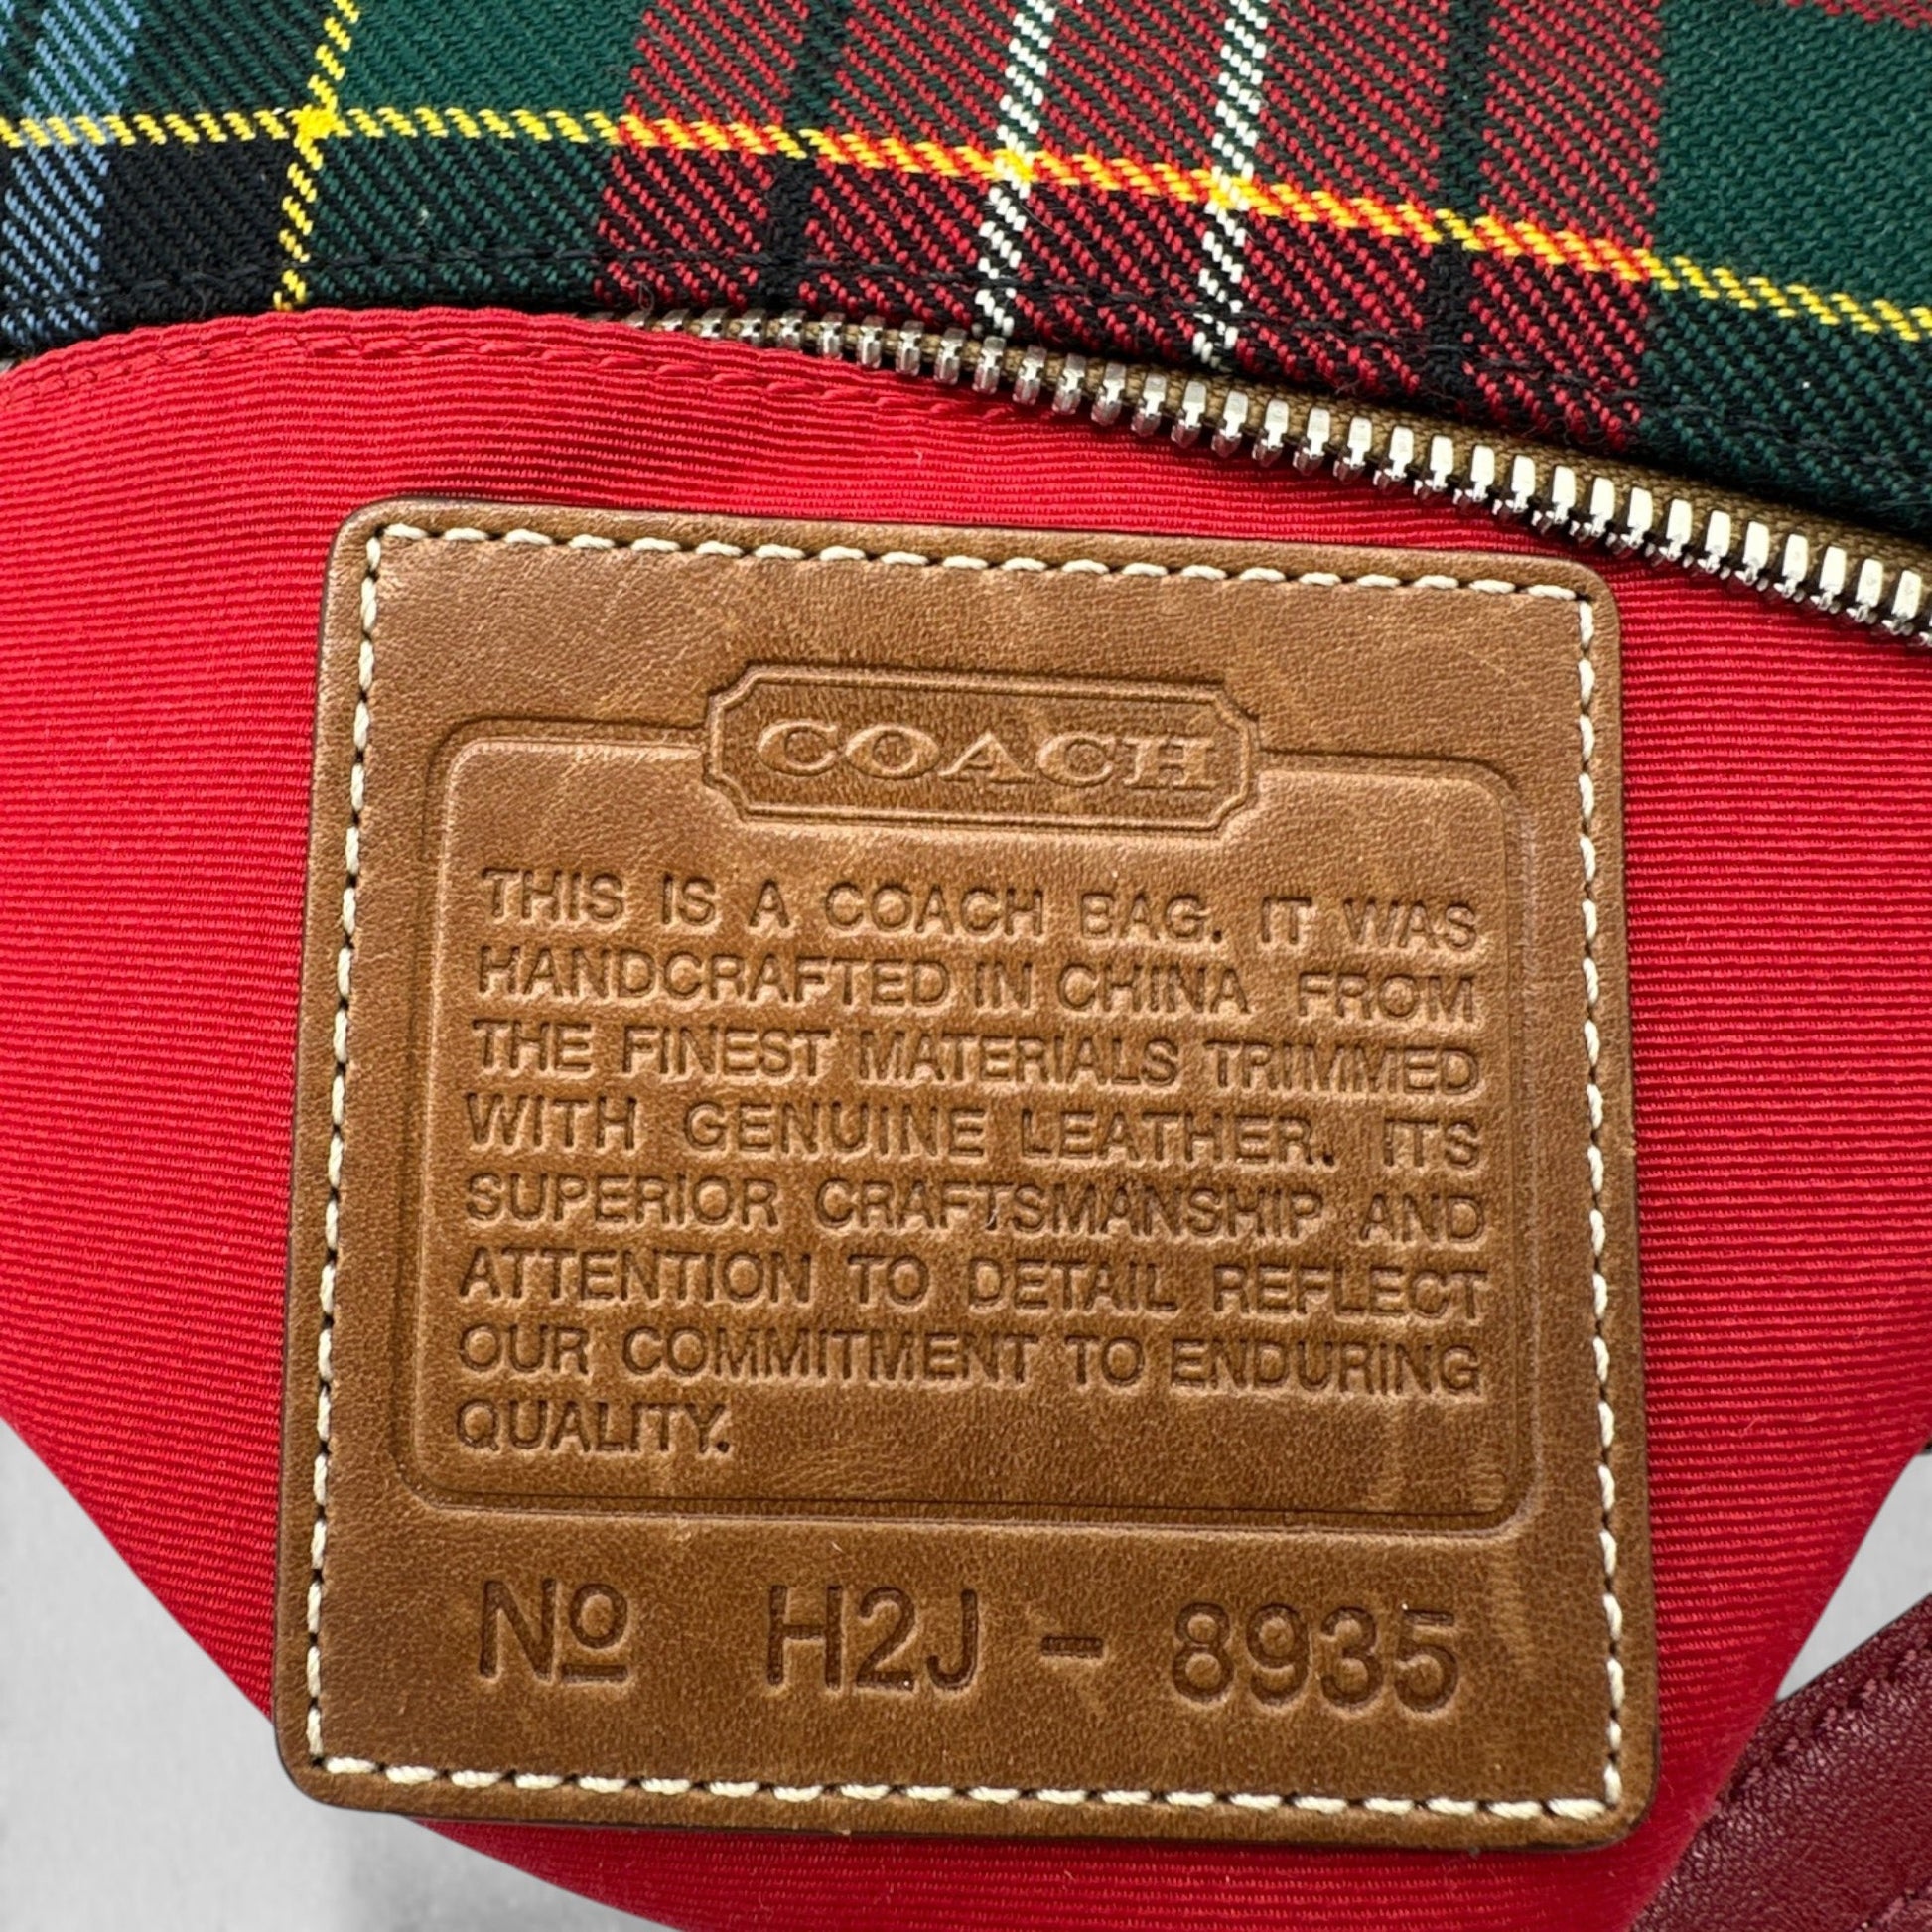 COACH
THIS IS A COACH BAG. IT WAS
HANDCRAFTED IN CHINA FROM
THE FINEST MATERIALS TRIMMED
WITH GENUINE LEATHER. ITS
SUPERIOR CRAFTSMANSHIP AND
ATTENTION TO DETAIL REFLECT
OUR COMMITMENT TO ENDURING
QUALITY.
Nº H2J - 8935